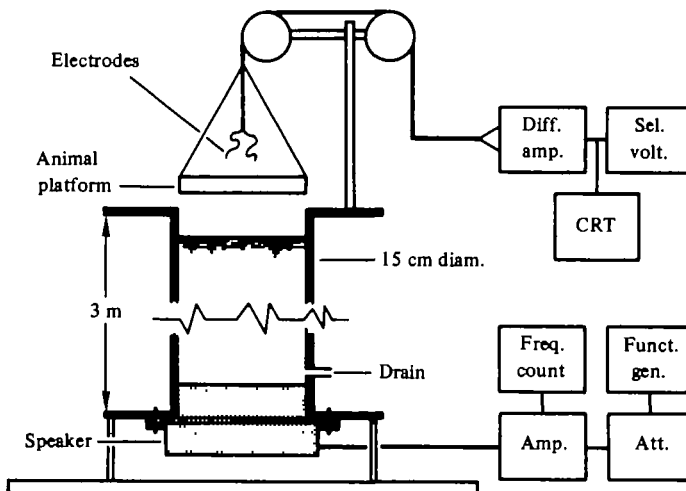 Electrodes
Animal
platform
Diff.
amp.
Sel.
volt.
CRT
15 cm diam.
3 m
Drain
Freq.
count
Funct.
gen.
Speaker
Amp.
Att.